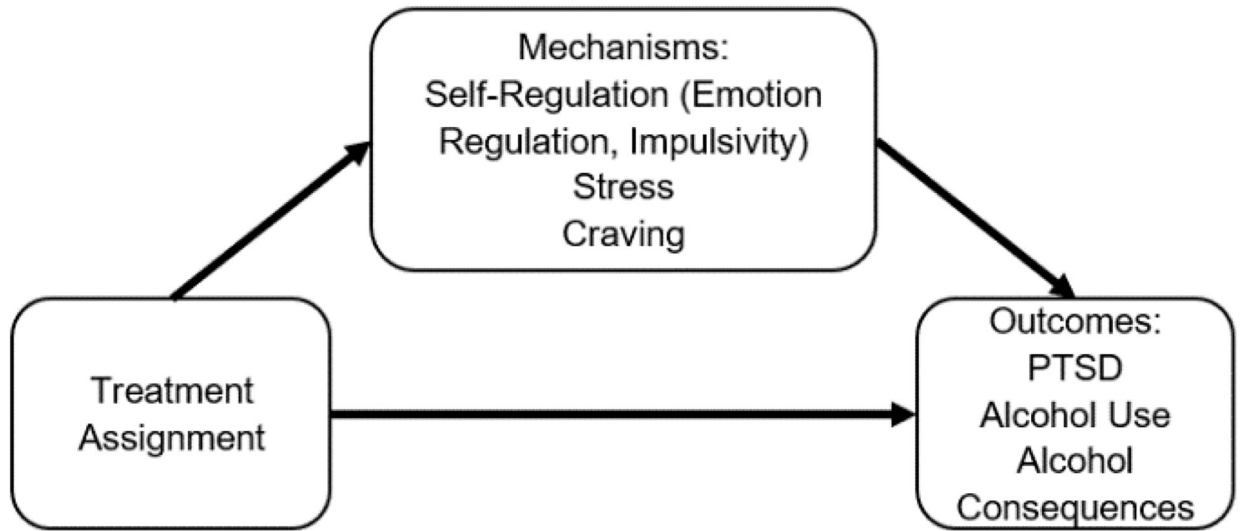 Mechanisms:
Self-Regulation (Emotion
Regulation, Impulsivity)
Stress
Craving
Treatment
Assignment
Outcomes:
PTSD
Alcohol Use
Alcohol
Consequences